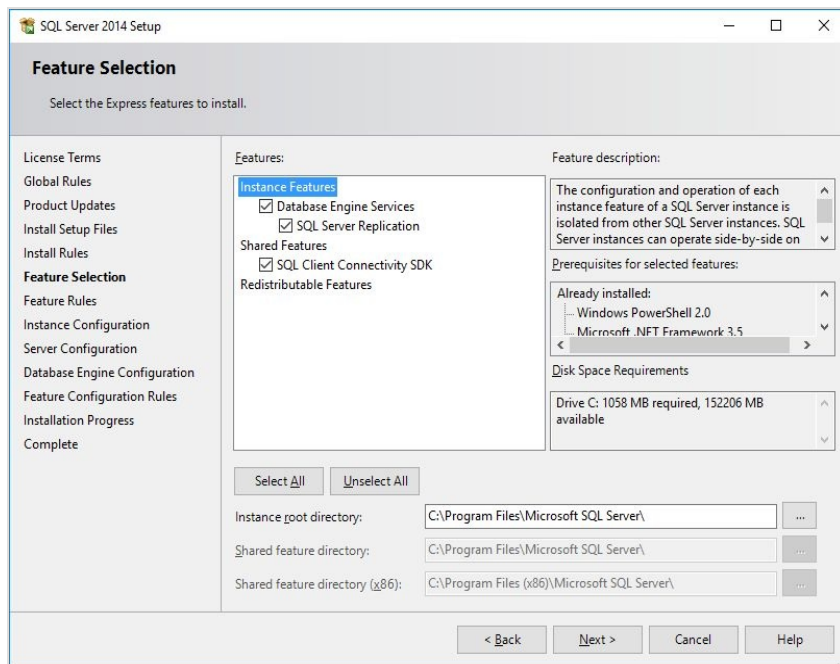 SQL Server 2014 Setup
Feature Selection
Select the Express features to install.
License Terms
Global Rules
Product Updates
Install Setup Files
Install Rules
Feature Selection
Feature Rules
Instance Configuration
Server Configuration
Database Engine Configuration
Feature Configuration Rules
Installation Progress
Complete
Features:
Instance Features
Database Engine Services
SQL Server Replication
Shared Features
SQL Client Connectivity SDK
Redistributable Features
Feature description:
The configuration and operation of each
instance feature of a SQL Server instance is
isolated from other SQL Server instances. SQL
Server instances can operate side-by-side on
Prerequisites for selected features:
Already installed:
Windows PowerShell 2.0
Microsoft .NET Framework 3.5
Disk Space Requirements
Drive C: 1058 MB required, 152206 MB
available
Select All
Unselect All
Instance root directory:
C:\Program Files\Microsoft SQL Server\
...
Shared feature directory:
C:\Program Files\Microsoft SQL Server\
...
Shared feature directory (x86):
C:\Program Files (x86)\Microsoft SQL Server\
...
< Back
Next >
Cancel
Help